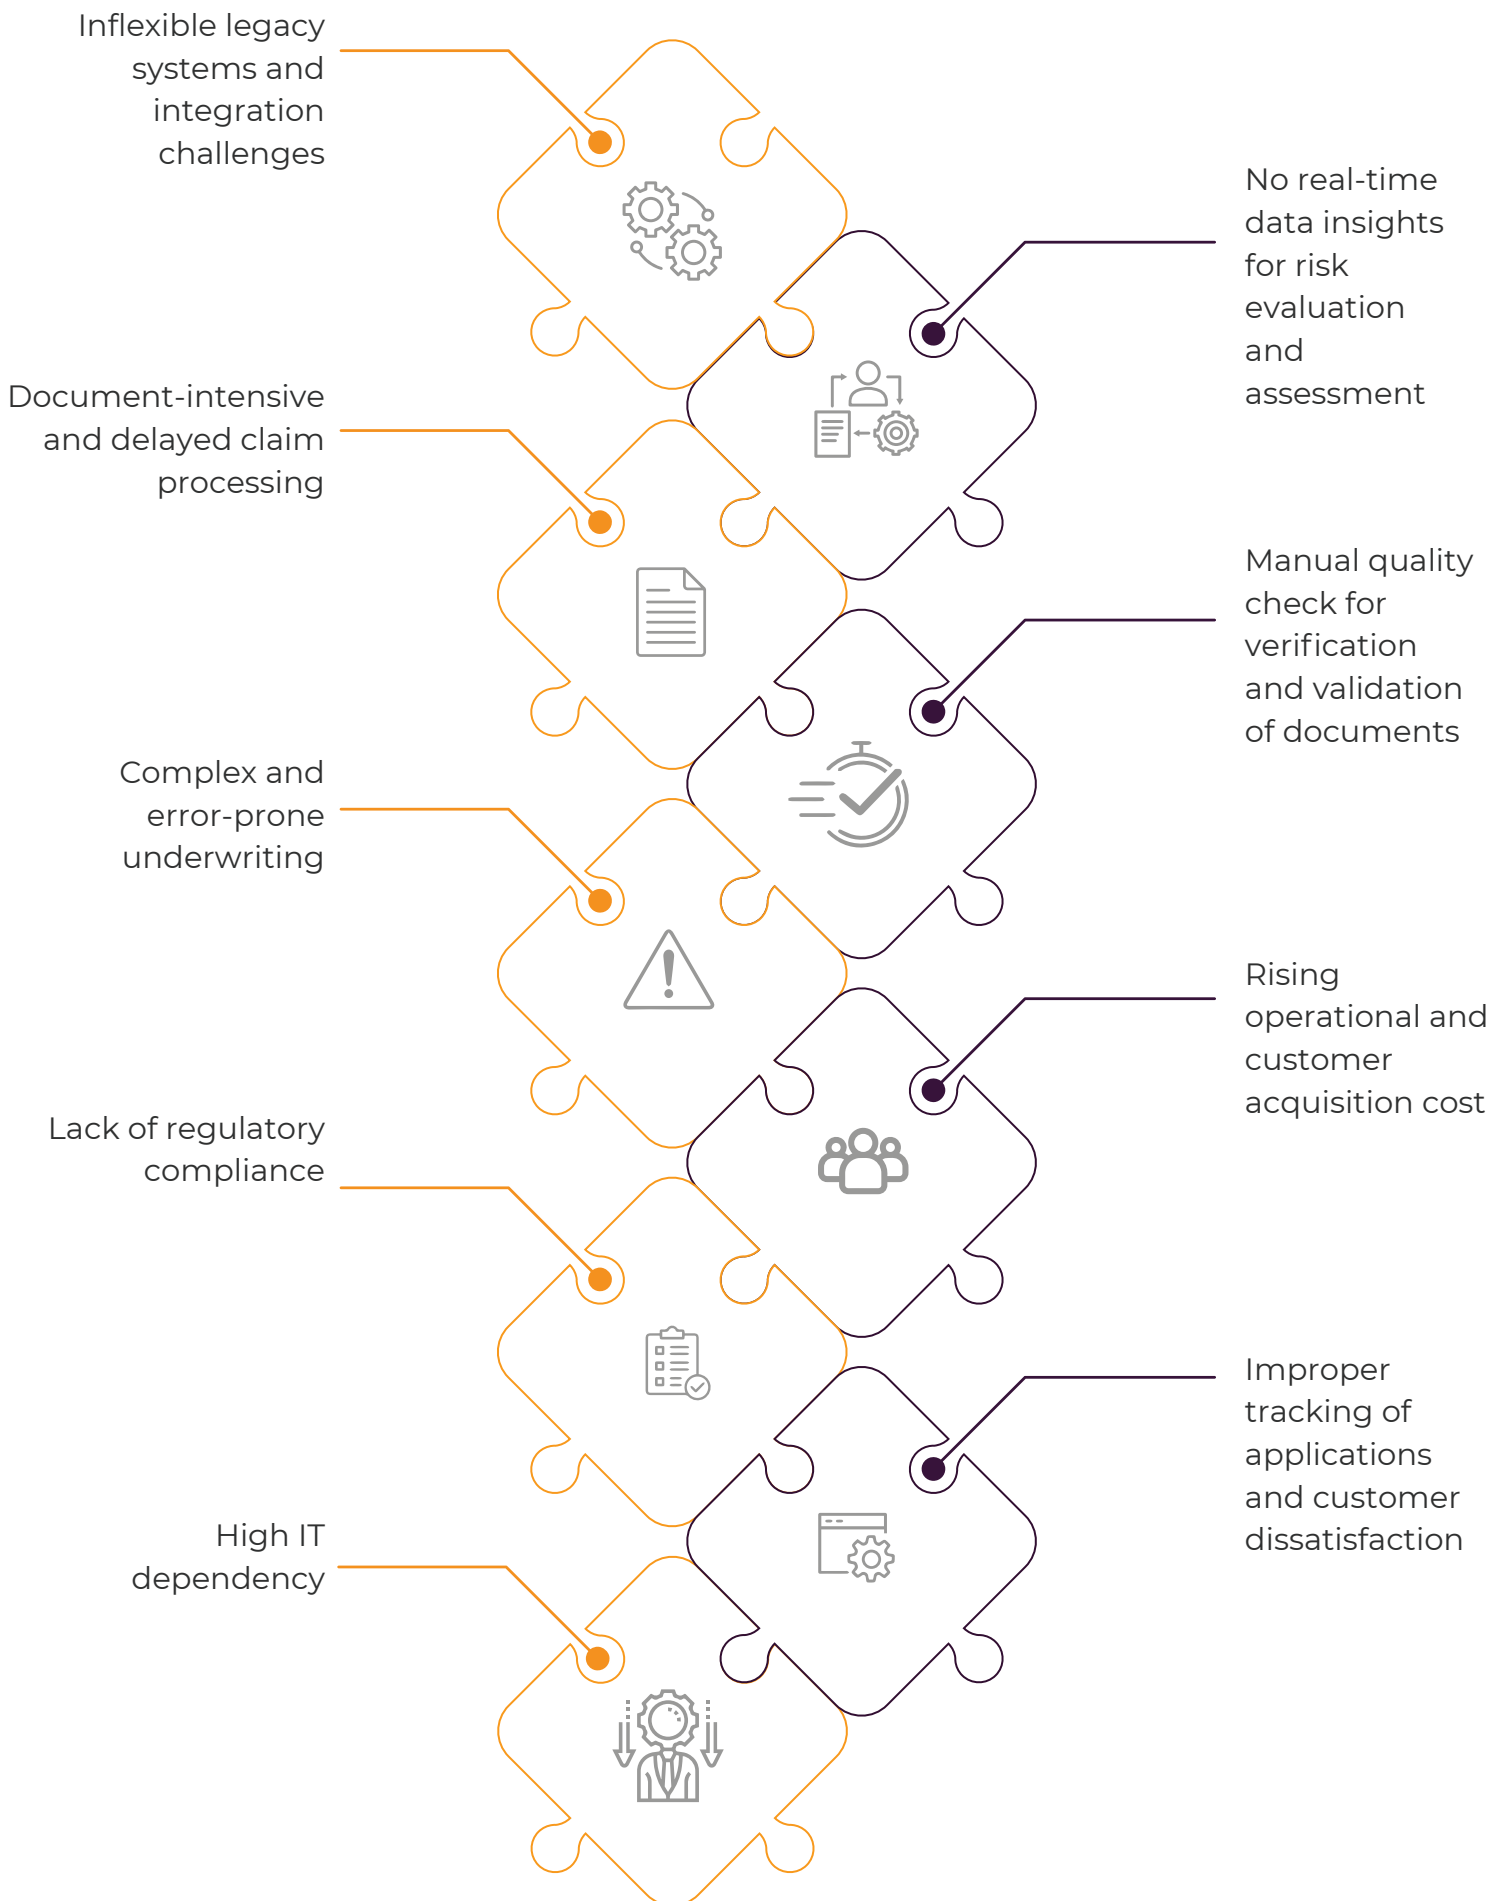 Inflexible legacy
systems and
integration
challenges
No real-time
data insights
for risk
evaluation
and
assessment
Document-intensive
and delayed claim
processing
Manual quality
check for
verification
and validation
of documents
Complex and
error-prone
underwriting
Rising
operational and
customer
acquisition cost
Lack of regulatory
compliance
Improper
tracking of
applications
and customer
dissatisfaction
High IT
dependency